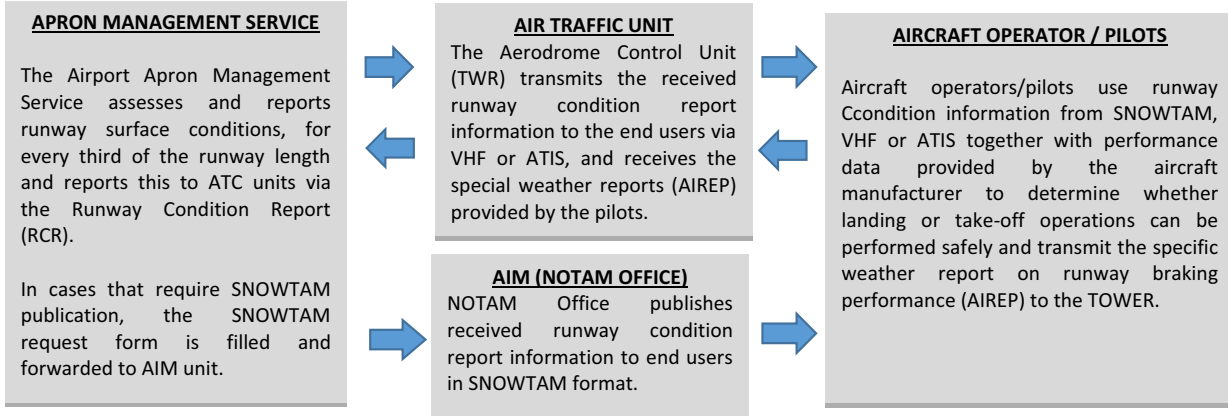 APRON MANAGEMENT SERVICE
The Airport Apron Management
Service assesses and reports
runway surface conditions, for
every third of the runway length
and reports this to ATC units via
the Runway Condition Report
(RCR).
In cases that require SNOWTAM
publication, the SNOWTAM
request form is filled and
forwarded to AIM unit.
AIR TRAFFIC UNIT
The Aerodrome Control Unit
(TWR) transmits the received
runway condition report
information to the end users via
VHF or ATIS, and receives the
special weather reports (AIREP)
provided by the pilots.
AIM (NOTAM OFFICE)
NOTAM Office publishes
received runway condition
report information to end users
in SNOWTAM format.
AIRCRAFT OPERATOR / PILOTS
Aircraft operators/pilots use runway
Ccondition information from SNOWTAM,
VHF or ATIS together with performance
data provided by the aircraft
manufacturer to determine whether
landing or take-off operations can be
performed safely and transmit the specific
weather report on runway braking
performance (AIREP) to the TOWER.